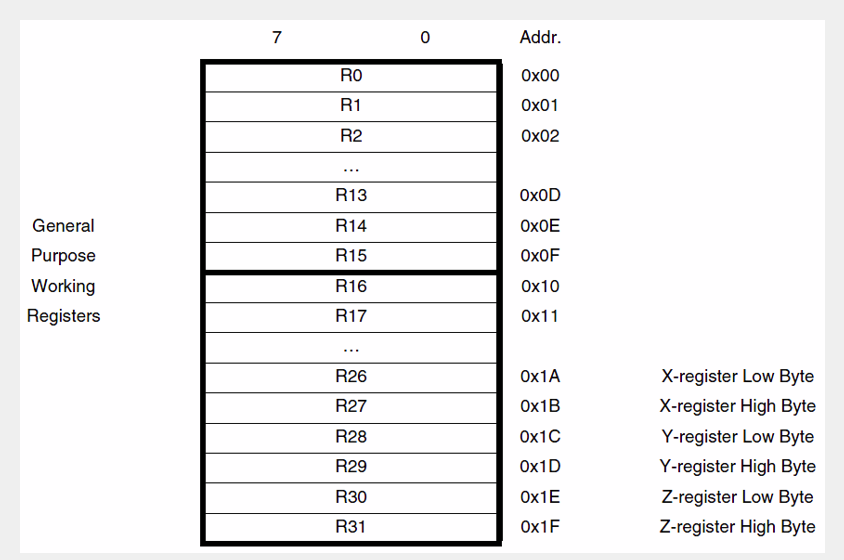 7 0 Addr.
R0 0x00
R1 0x01
R2 0x02
...
R13 0x0D
General R14 0x0E
Purpose R15 0x0F
Working R16 0x10
Registers R17 0x11
...
R26 0x1A X-register Low Byte
R27 0x1B X-register High Byte
R28 0x1C Y-register Low Byte
R29 0x1D Y-register High Byte
R30 0x1E Z-register Low Byte
R31 0x1F Z-register High Byte